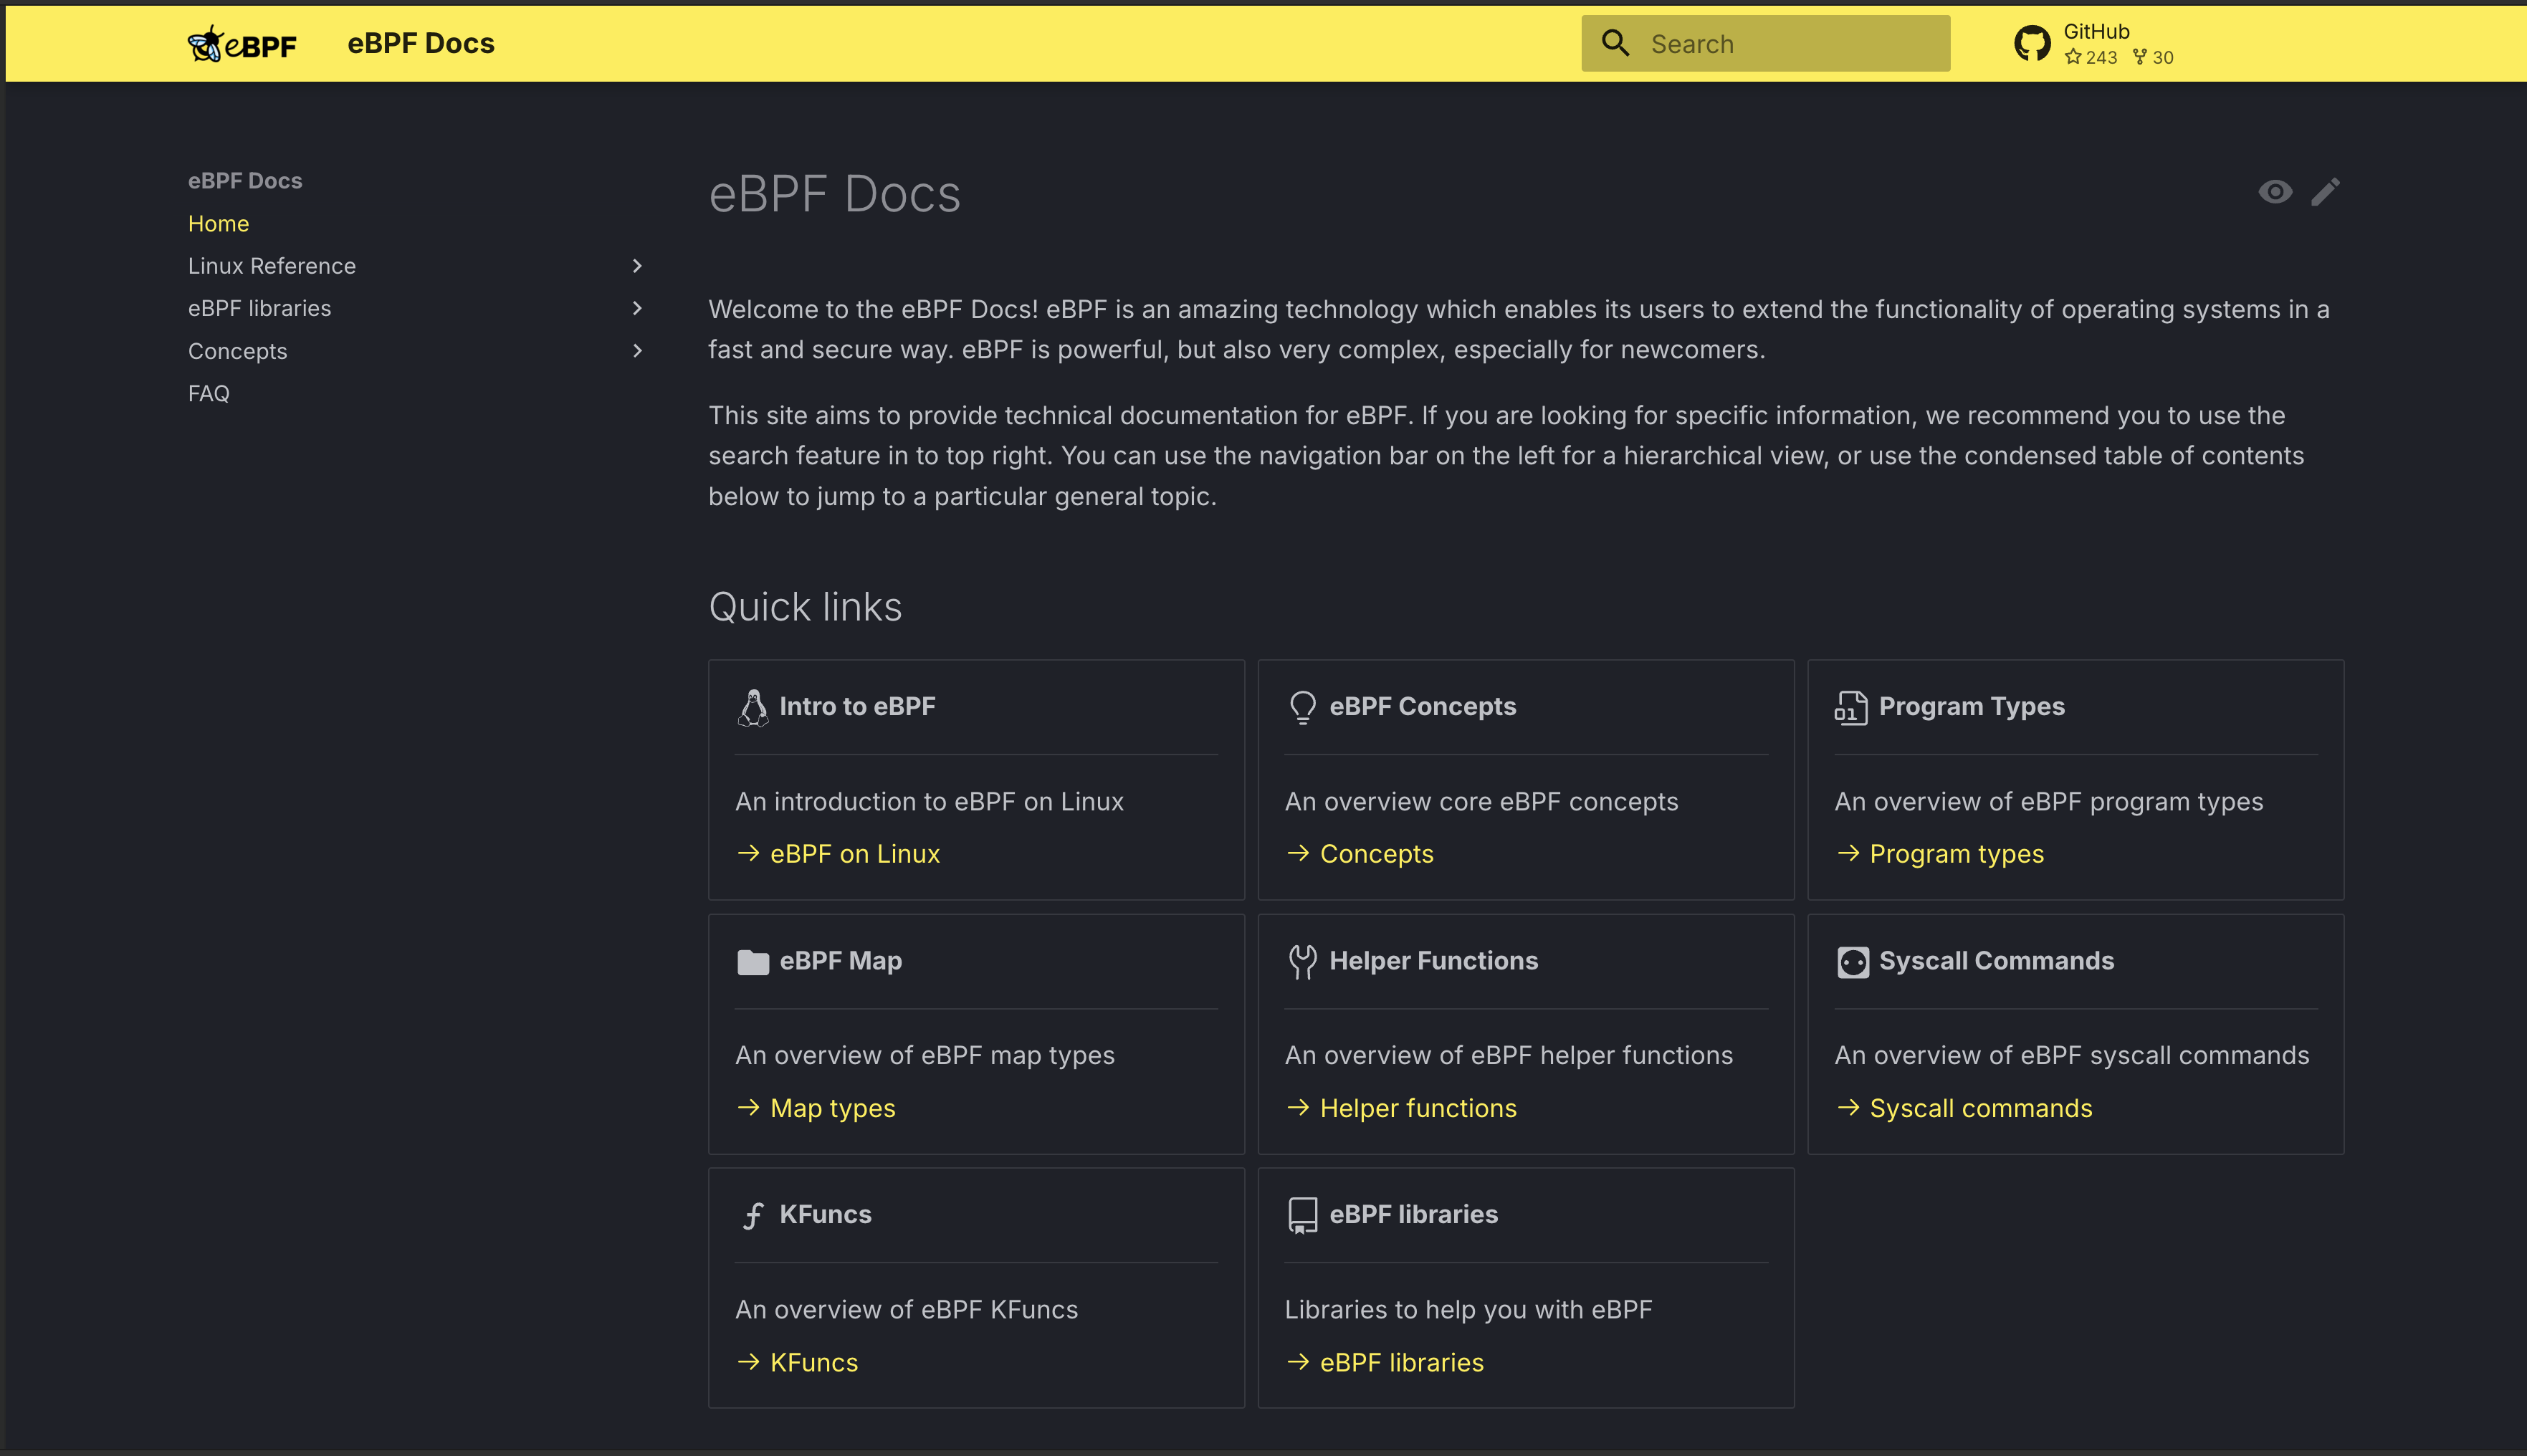 eBPF
eBPF Docs
Search
GitHub
243 30
eBPF Docs
Home
Linux Reference
eBPF libraries
Concepts
FAQ
eBPF Docs
Welcome to the eBPF Docs! eBPF is an amazing technology which enables its users to extend the functionality of operating systems in a
fast and secure way. eBPF is powerful, but also very complex, especially for newcomers.
This site aims to provide technical documentation for eBPF. If you are looking for specific information, we recommend you to use the
search feature in to top right. You can use the navigation bar on the left for a hierarchical view, or use the condensed table of contents
below to jump to a particular general topic.
Quick links
Intro to eBPF
An introduction to eBPF on Linux
→ eBPF on Linux
eBPF Concepts
An overview core eBPF concepts
→ Concepts
Program Types
An overview of eBPF program types
→ Program types
eBPF Map
An overview of eBPF map types
→ Map types
Helper Functions
An overview of eBPF helper functions
→ Helper functions
Syscall Commands
An overview of eBPF syscall commands
→ Syscall commands
KFuncs
An overview of eBPF KFuncs
→ KFuncs
eBPF libraries
Libraries to help you with eBPF
→ eBPF libraries